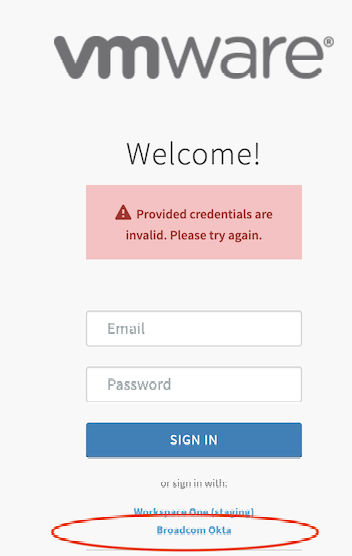 vmware®
Welcome!
Provided credentials are
invalid. Please try again.
Email
Password
SIGN IN
or sign in with:
Workspace One (staging)
Broadcom Okta